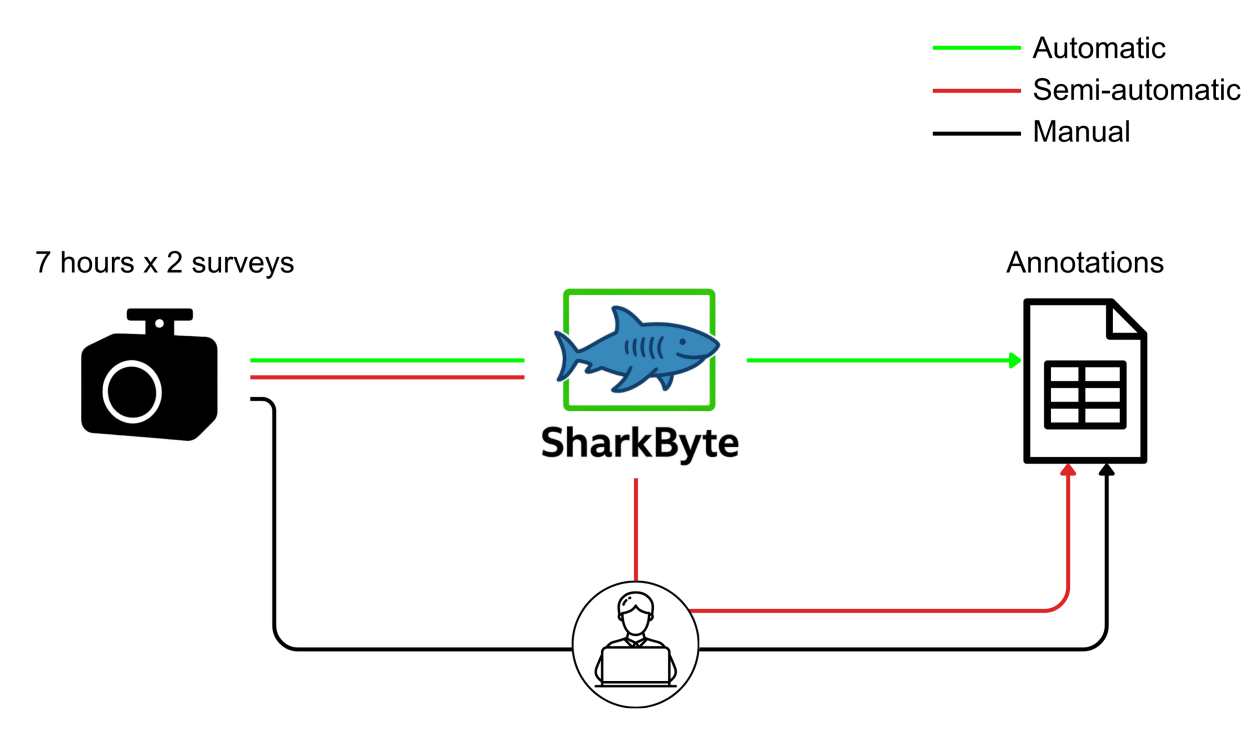 Automatic
Semi-automatic
Manual
7 hours x 2 surveys
Annotations
SharkByte